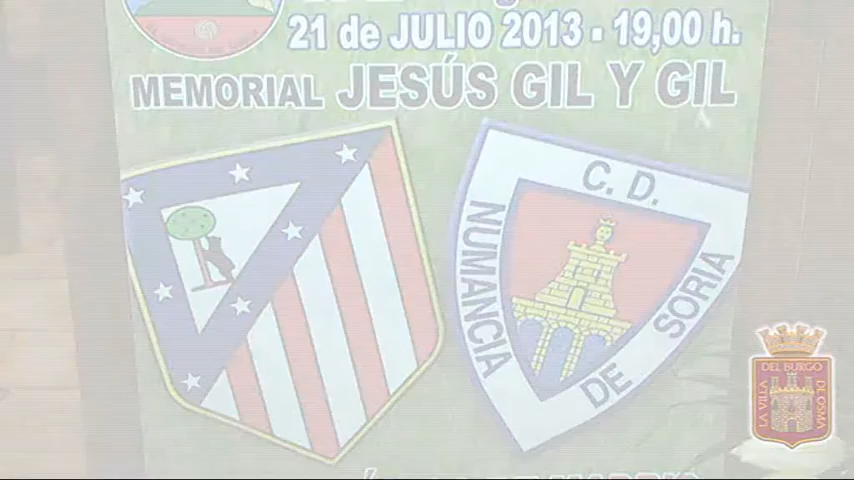 21 de JULIO 2013 - 19,00 h.
MEMORIAL JESÚS GIL Y GIL
C. D.
NUMANCIA
DE SORIA
LA VILLA DEL BURGO DE OSMA